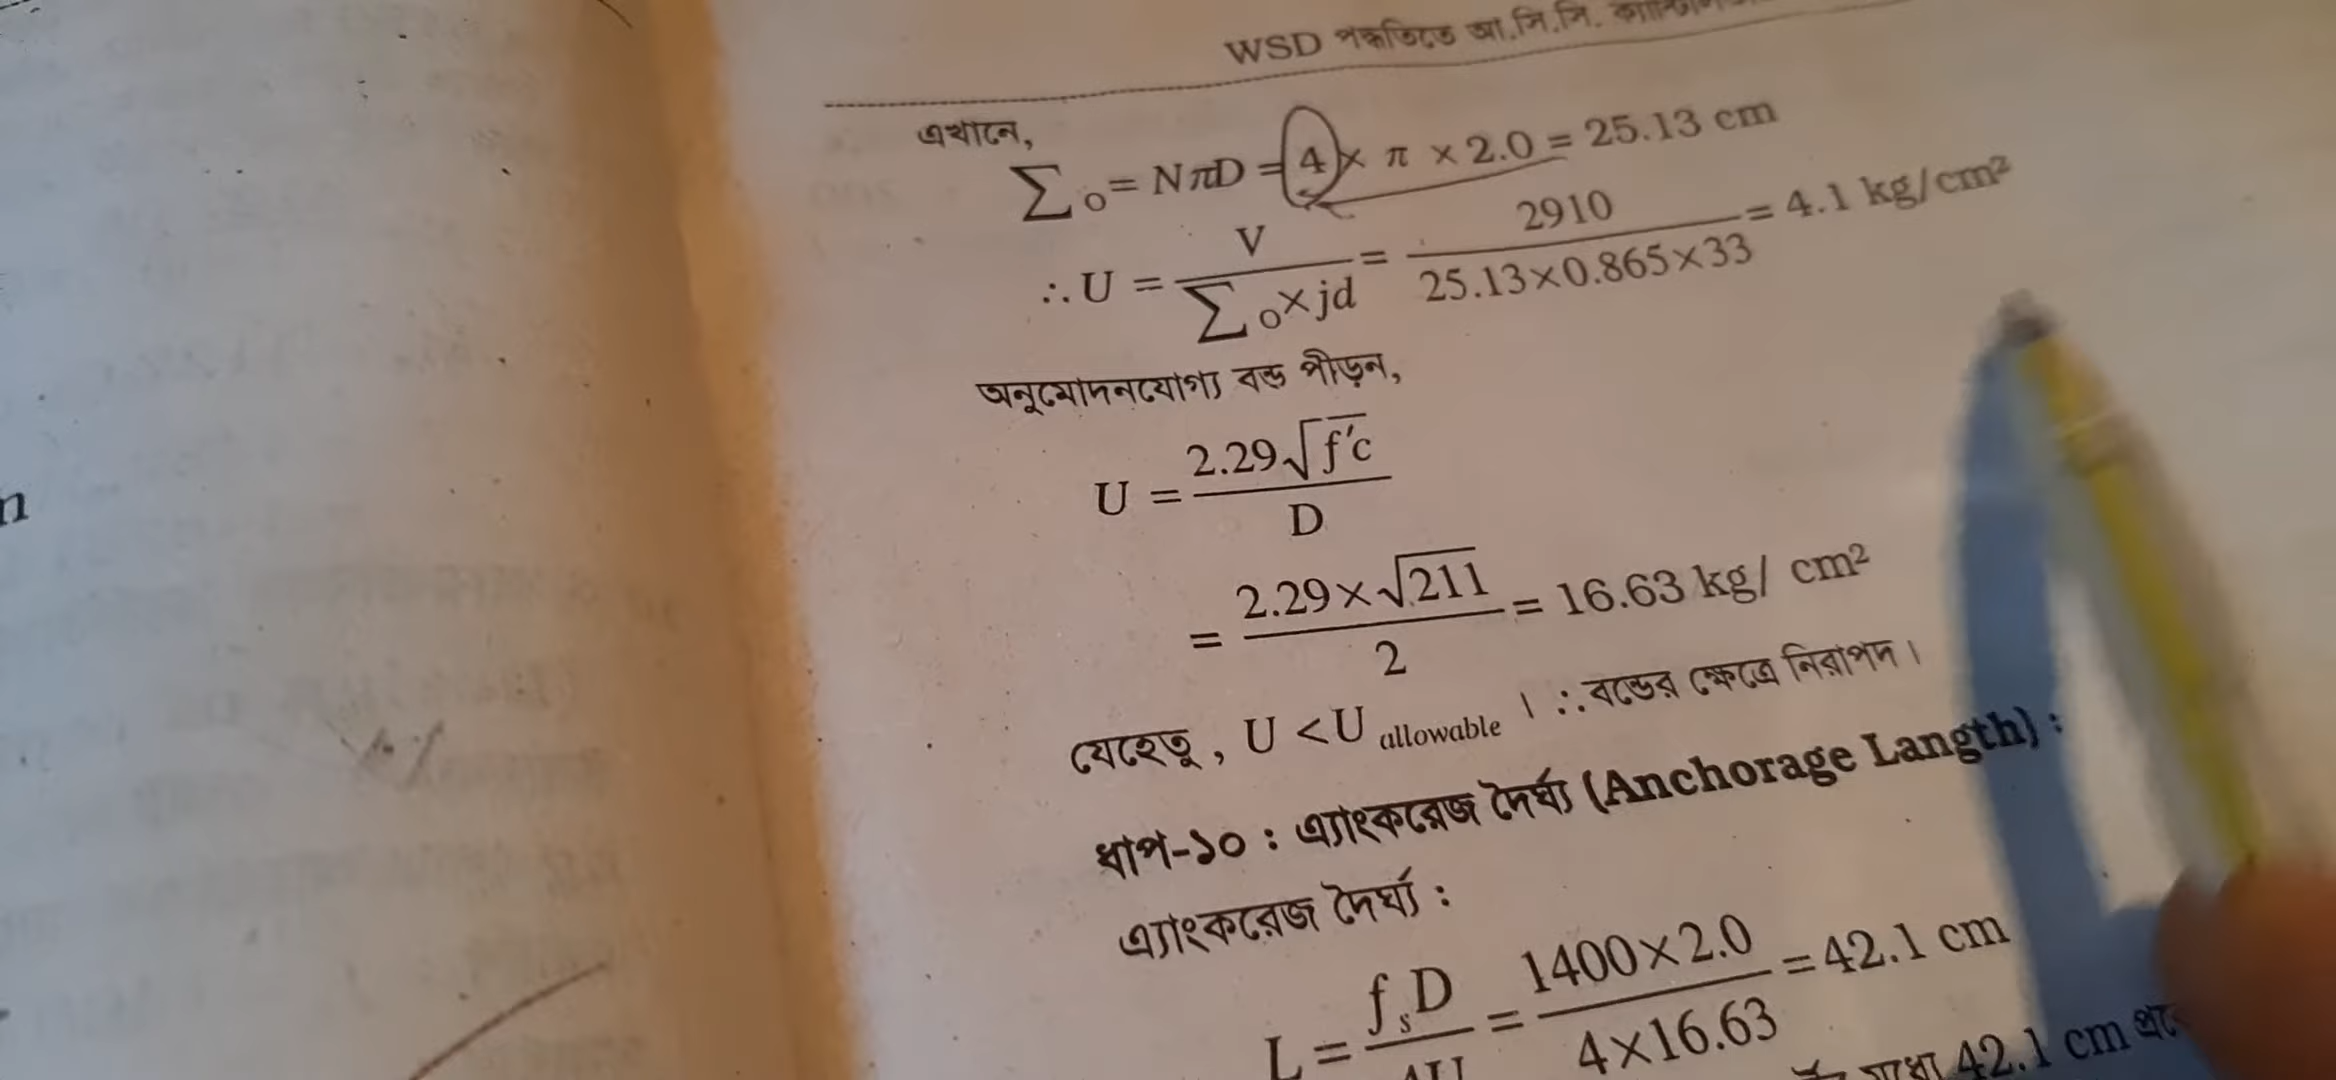 WSD পদ্ধতিতে আ.সি.সি.
এখানে,
∑o = NπD = 4 × π × 2.0 = 25.13 cm
∴ U = V / ∑o × jd = 2910 / 25.13×0.865×33 = 4.1 kg/cm²
অনুমোদনযোগ্য বন্ড পীড়ন,
U = 2.29√f′c / D
= 2.29×√211 / 2 = 16.63 kg/ cm²
যেহেতু , U < U allowable । ∴ বন্ডের ক্ষেত্রে নিরাপদ।
ধাপ-১০ : এ্যাংকরেজ দৈর্ঘ্য (Anchorage Langth) :
এ্যাংকরেজ দৈর্ঘ্য :
L = fsD / 4U = 1400×2.0 / 4×16.63 = 42.1 cm
মধ্যে 42.1 cm
n